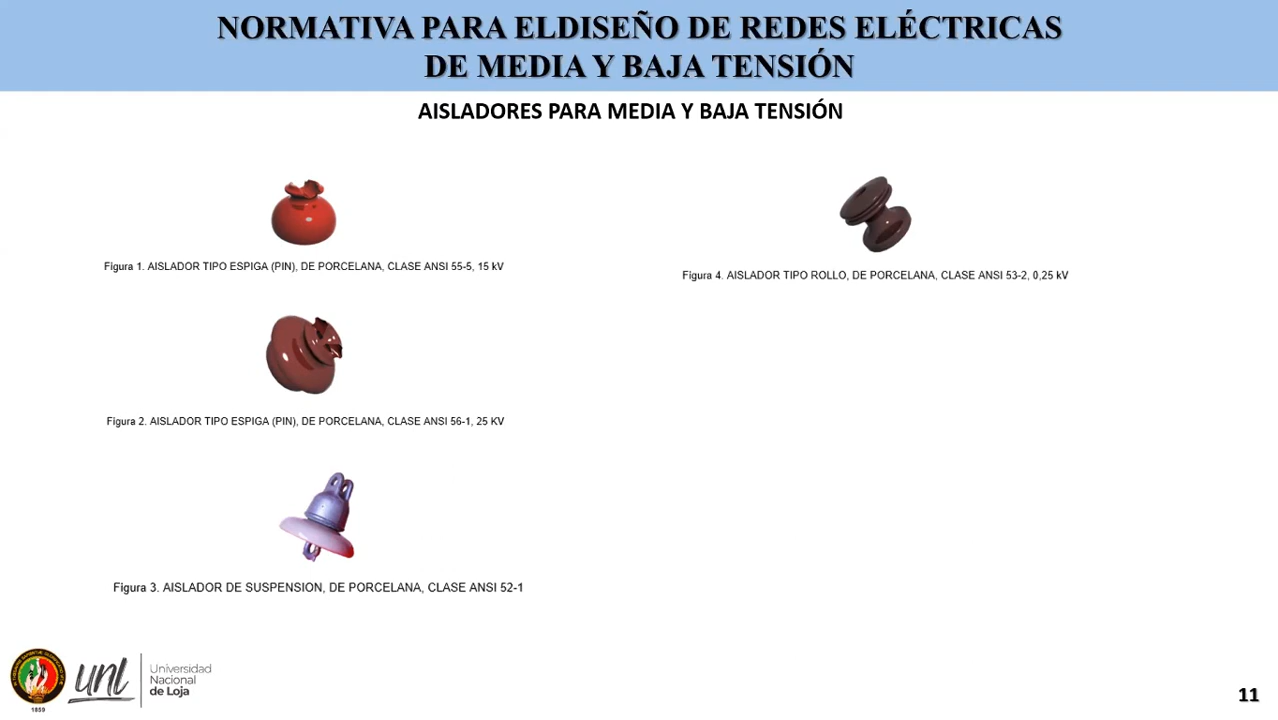 NORMATIVA PARA ELDISEÑO DE REDES ELÉCTRICAS
DE MEDIA Y BAJA TENSIÓN
AISLADORES PARA MEDIA Y BAJA TENSIÓN
Figura 1. AISLADOR TIPO ESPIGA (PIN), DE PORCELANA, CLASE ANSI 55-5, 15 kV
Figura 2. AISLADOR TIPO ESPIGA (PIN), DE PORCELANA, CLASE ANSI 56-1, 25 KV
Figura 3. AISLADOR DE SUSPENSION, DE PORCELANA, CLASE ANSI 52-1
Figura 4. AISLADOR TIPO ROLLO, DE PORCELANA, CLASE ANSI 53-2, 0,25 kV
1859
unl
Universidad
Nacional
de Loja
11